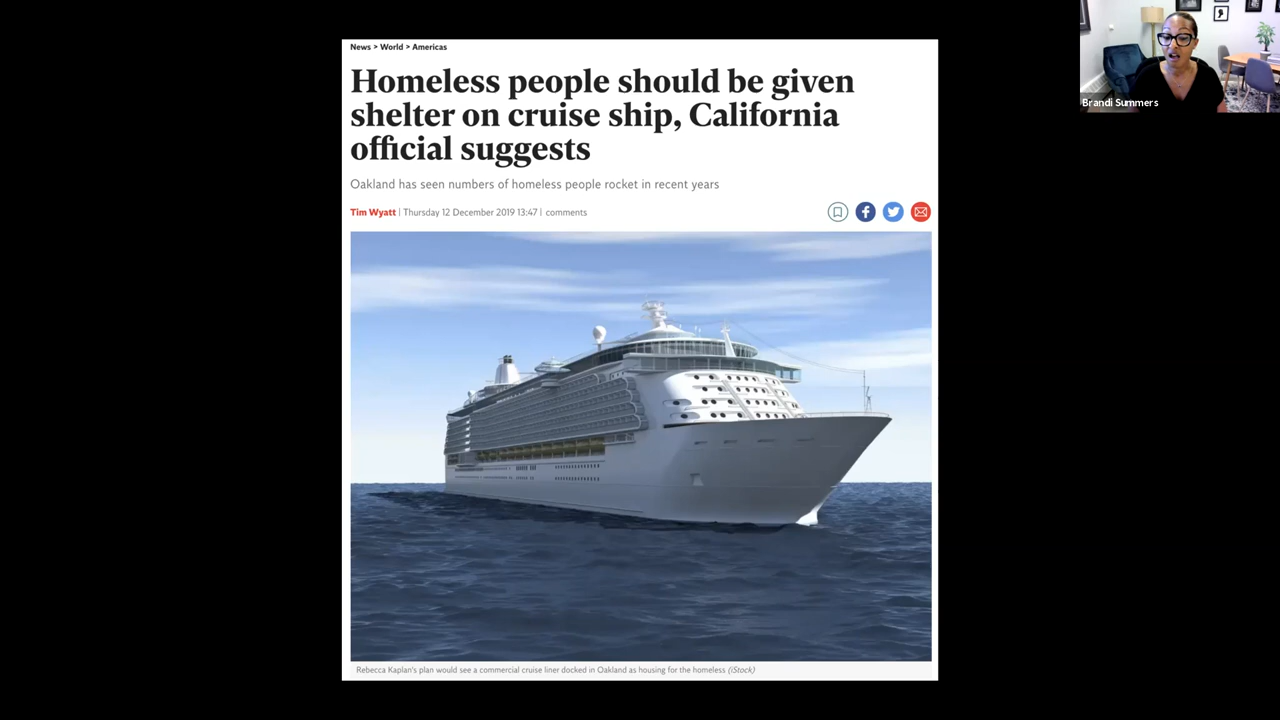 News > World > Americas
Homeless people should be given
shelter on cruise ship, California
official suggests
Oakland has seen numbers of homeless people rocket in recent years
Tim Wyatt | Thursday 12 December 2019 13:47 | comments
Rebecca Kaplan's plan would see a commercial cruise liner docked in Oakland as housing for the homeless (iStock)
Brandi Summers